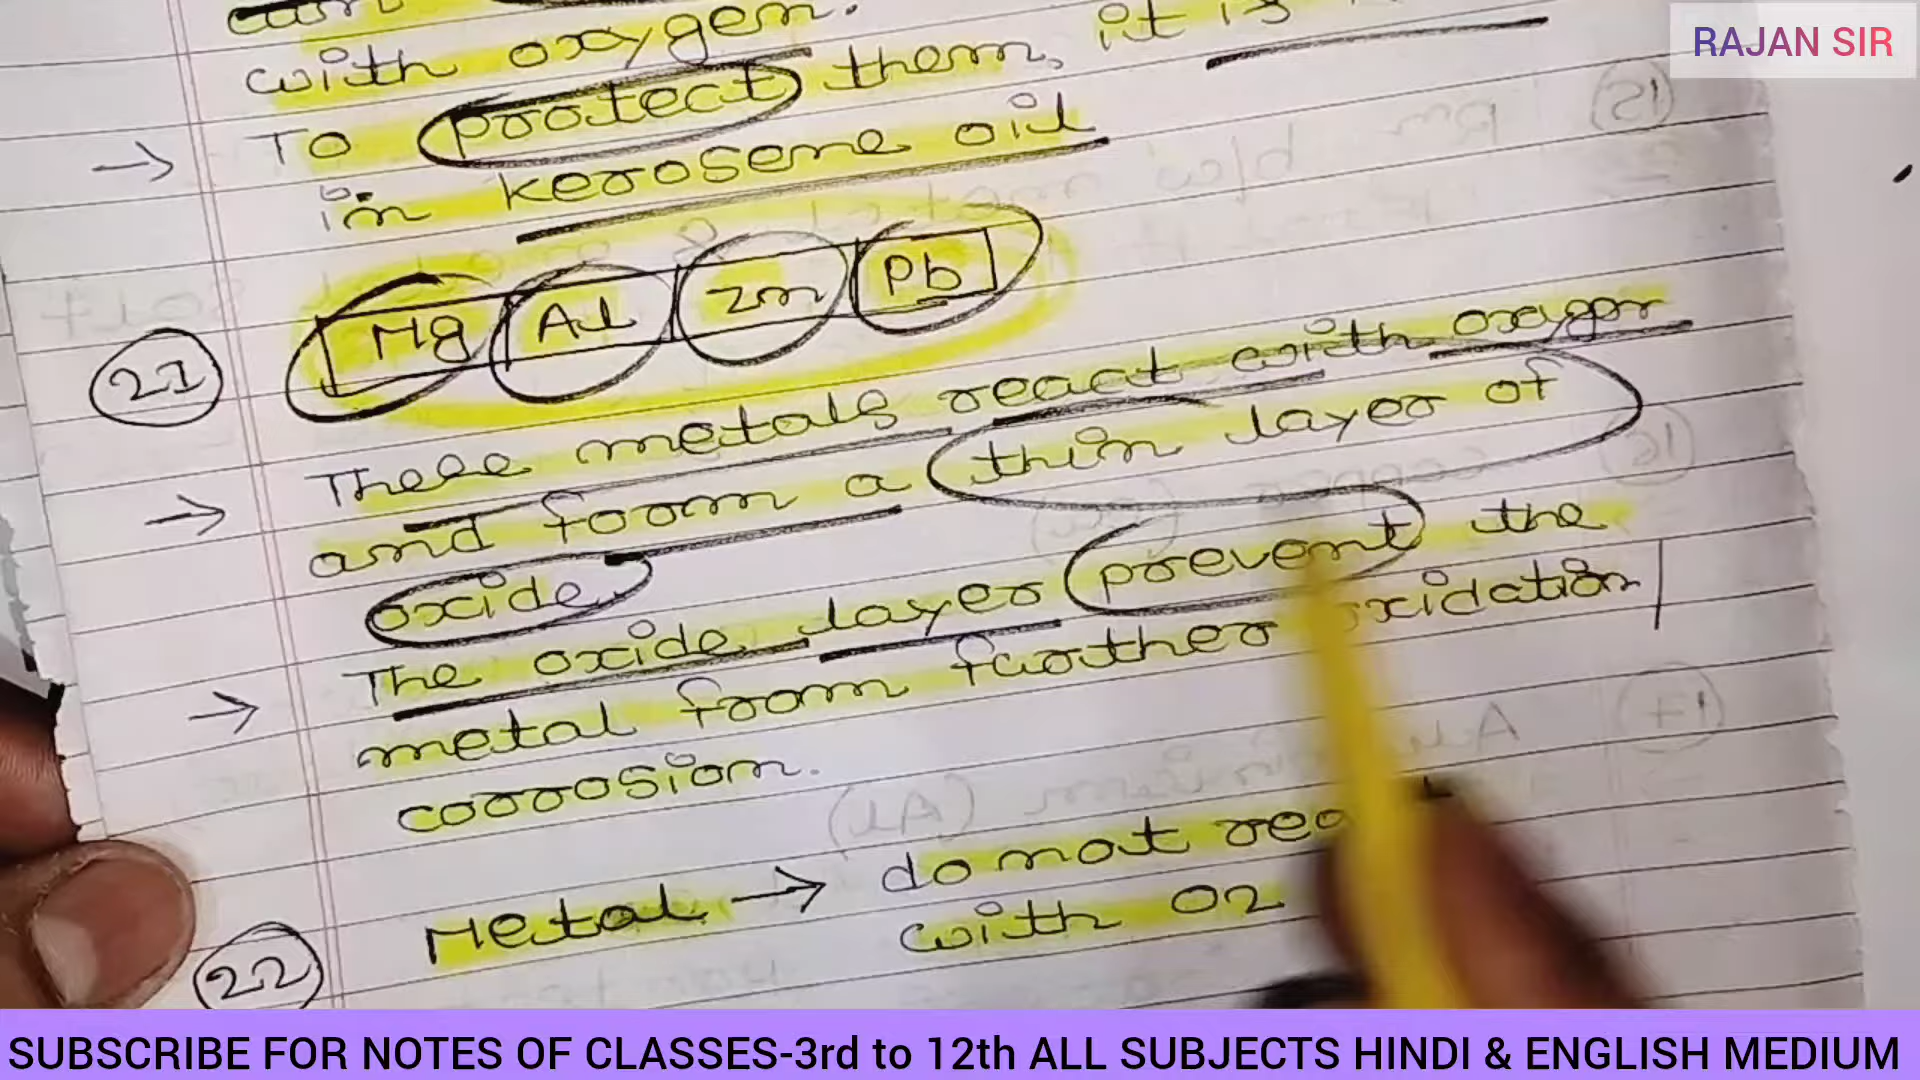 RAJAN SIR
with oxygen.
→ To protect them, it is
in kerosene oil
21 Mg Al Zn Pb
→ These metals react with oxygen
and form a thin layer of
oxide.
→ The oxide layer prevent the
metal from further oxidation
corrosion.
22 Metal → do not rea
with O2
SUBSCRIBE FOR NOTES OF CLASSES-3rd to 12th ALL SUBJECTS HINDI & ENGLISH MEDIUM